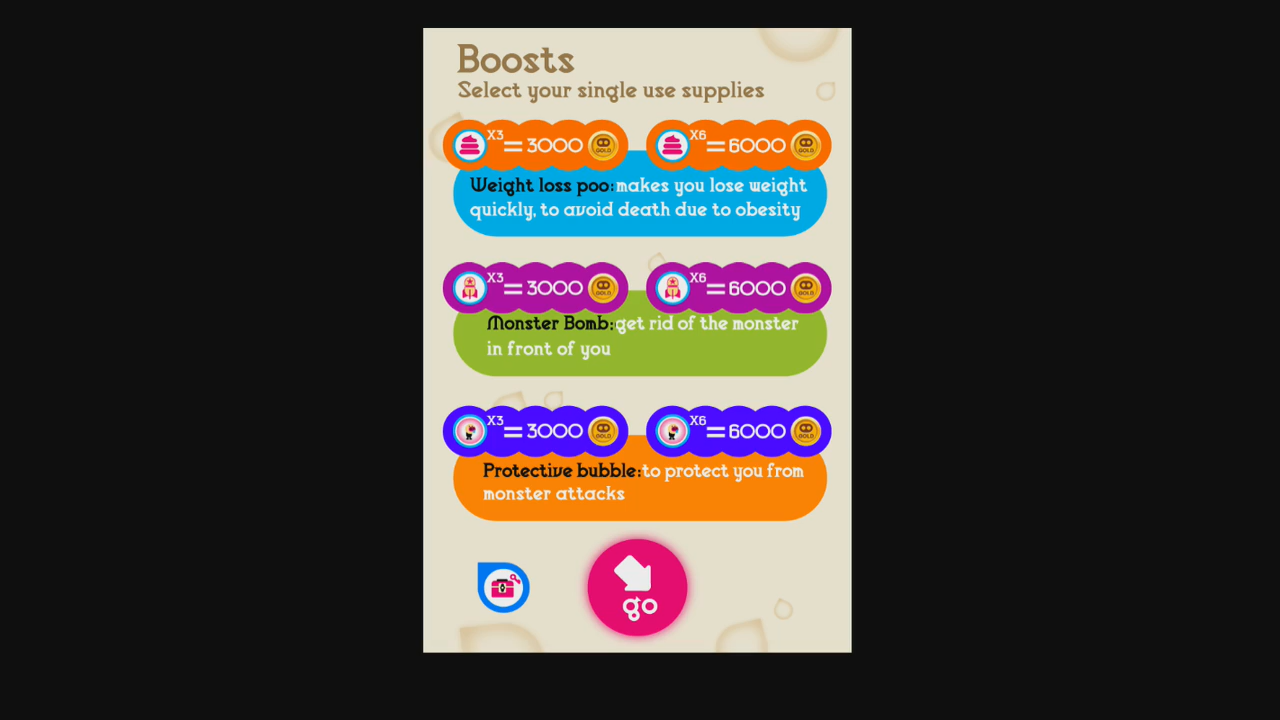 Boosts
Select your single use supplies
X3 = 3000 GOLD X6 = 6000 GOLD
Weight loss poo: makes you lose weight
quickly, to avoid death due to obesity
X3 = 3000 GOLD X6 = 6000 GOLD
Monster Bomb: get rid of the monster
in front of you
X3 = 3000 GOLD X6 = 6000 GOLD
Protective bubble: to protect you from
monster attacks
go